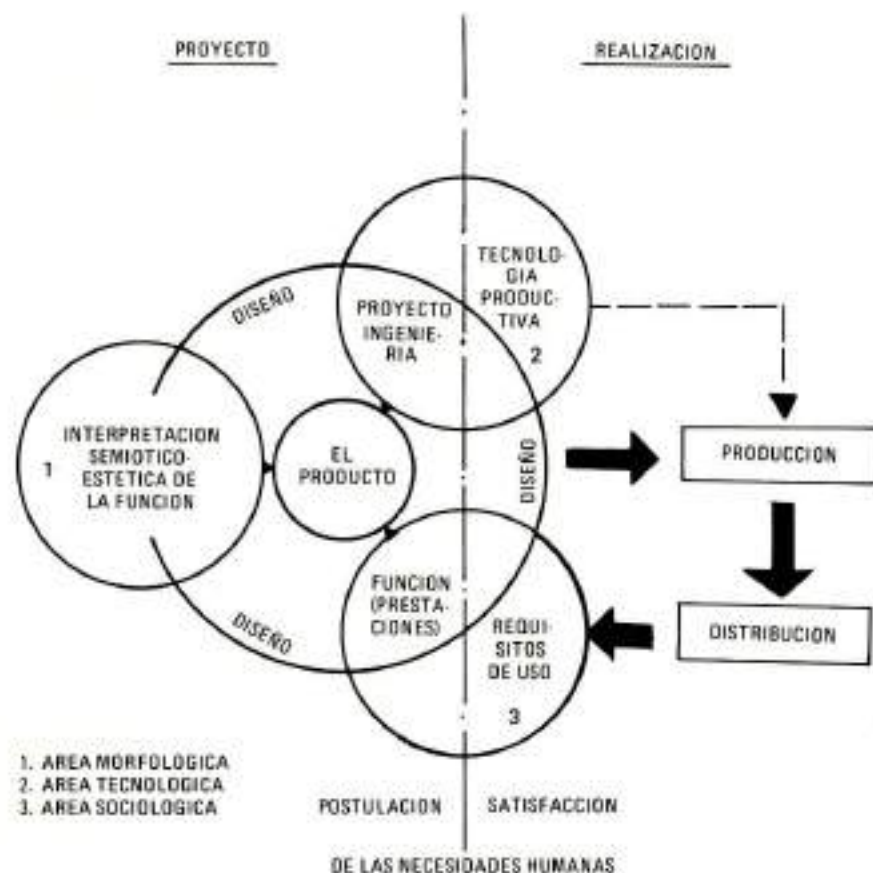 PROYECTO
REALIZACION
TECNOLO-
GIA
PRODUC-
TIVA
2
DISEÑO
PROYECTO
INGENIE-
RIA
1
INTERPRETACION
SEMIOTICO-
ESTETICA DE
LA FUNCION
EL
PRODUCTO
DISEÑO
PRODUCCION
FUNCION
(PRESTA-
CIONES)
DISEÑO
REQUI-
SITOS
DE USO
3
DISTRIBUCION
1. AREA MORFOLOGICA
2. AREA TECNOLOGICA
3. AREA SOCIOLOGICA
POSTULACION
SATISFACCION
DE LAS NECESIDADES HUMANAS